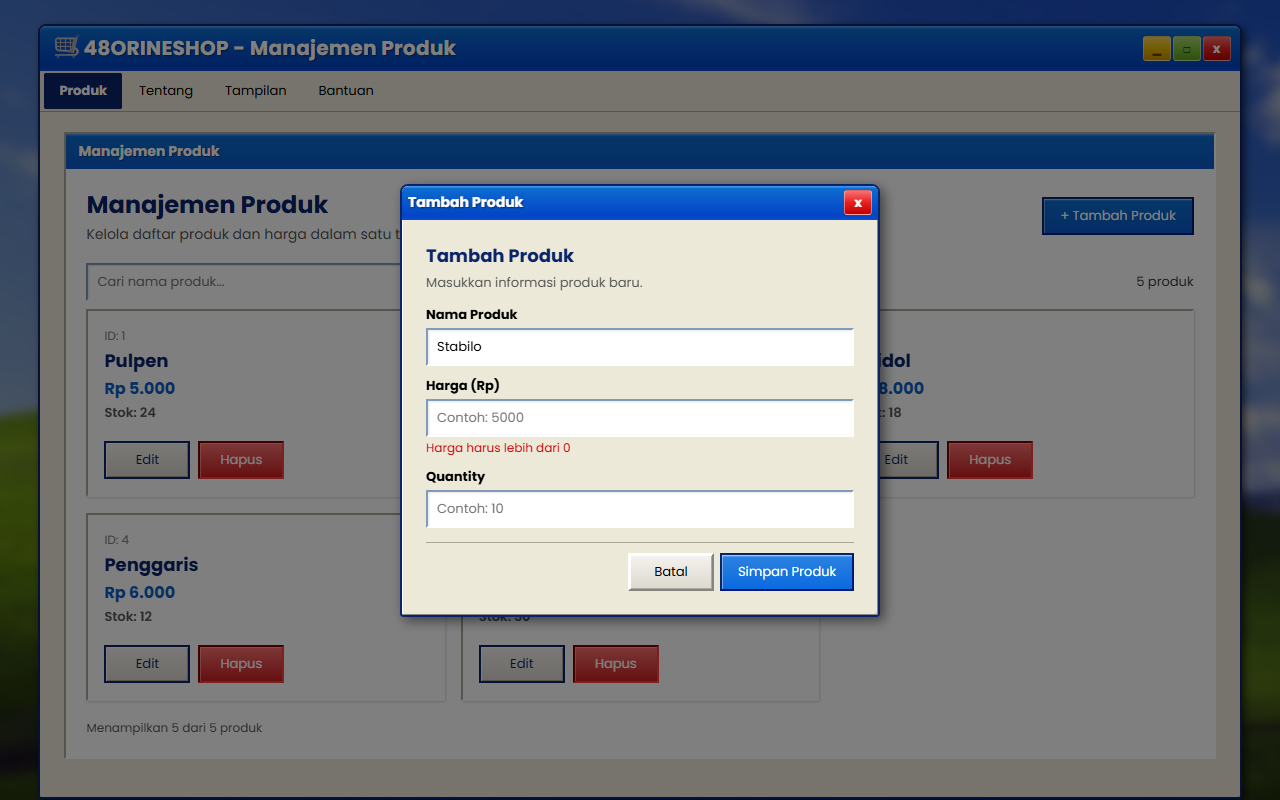 48ORINESHOP - Manajemen Produk
_ □ x
Produk Tentang Tampilan Bantuan
Manajemen Produk
Manajemen Produk
+ Tambah Produk
Kelola daftar produk dan harga dalam satu
Cari nama produk...
5 produk
ID: 1
Pulpen
Rp 5.000
Stok: 24
Edit Hapus
18
Edit Hapus
ID: 4
Penggaris
Rp 6.000
Stok: 12
Edit Hapus
Edit Hapus
Menampilkan 5 dari 5 produk
Tambah Produk x
Tambah Produk
Masukkan informasi produk baru.
Nama Produk
Stabilo
Harga (Rp)
Contoh: 5000
Harga harus lebih dari 0
Quantity
Contoh: 10
Batal Simpan Produk